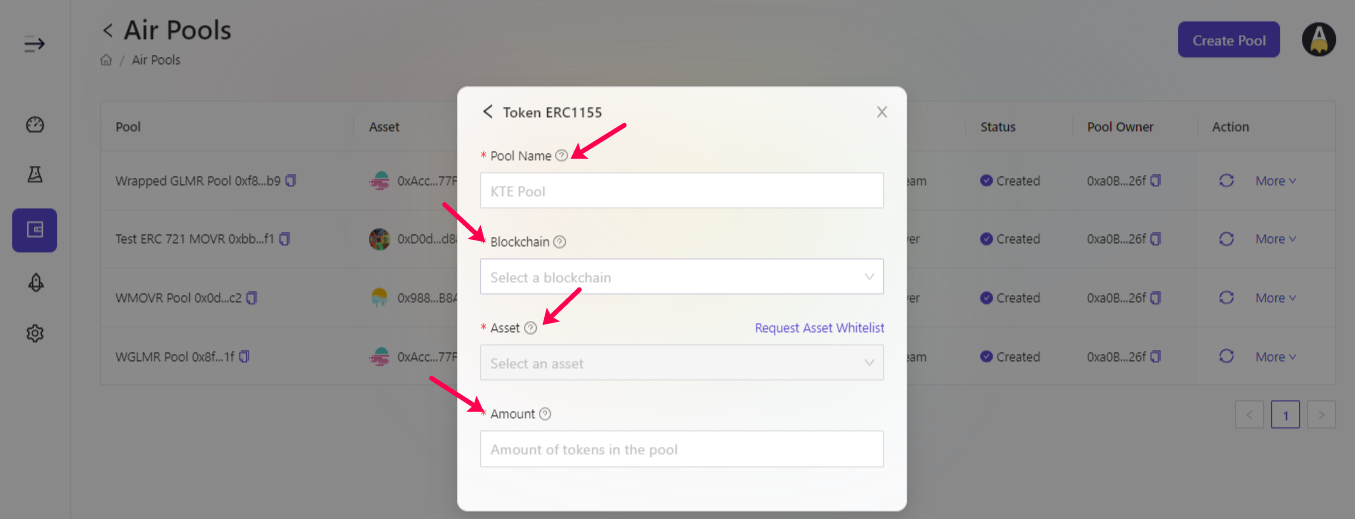 Air Pools
Create Pool
/ Air Pools
Pool Asset Status Pool Owner Action
Wrapped GLMR Pool 0xf8...b9 0xAcc...77F Created 0xa0B...26f More
Test ERC 721 MOVR 0xbb...f1 0xD0d...d8 Created 0xa0B...26f More
WMOVR Pool 0x0d...c2 0x988...B8A Created 0xa0B...26f More
WGLMR Pool 0x8f...1f 0xAcc...77F Created 0xa0B...26f More
< 1 >
Token ERC1155
* Pool Name
KTE Pool
* Blockchain
Select a blockchain
* Asset Request Asset Whitelist
Select an asset
* Amount
Amount of tokens in the pool